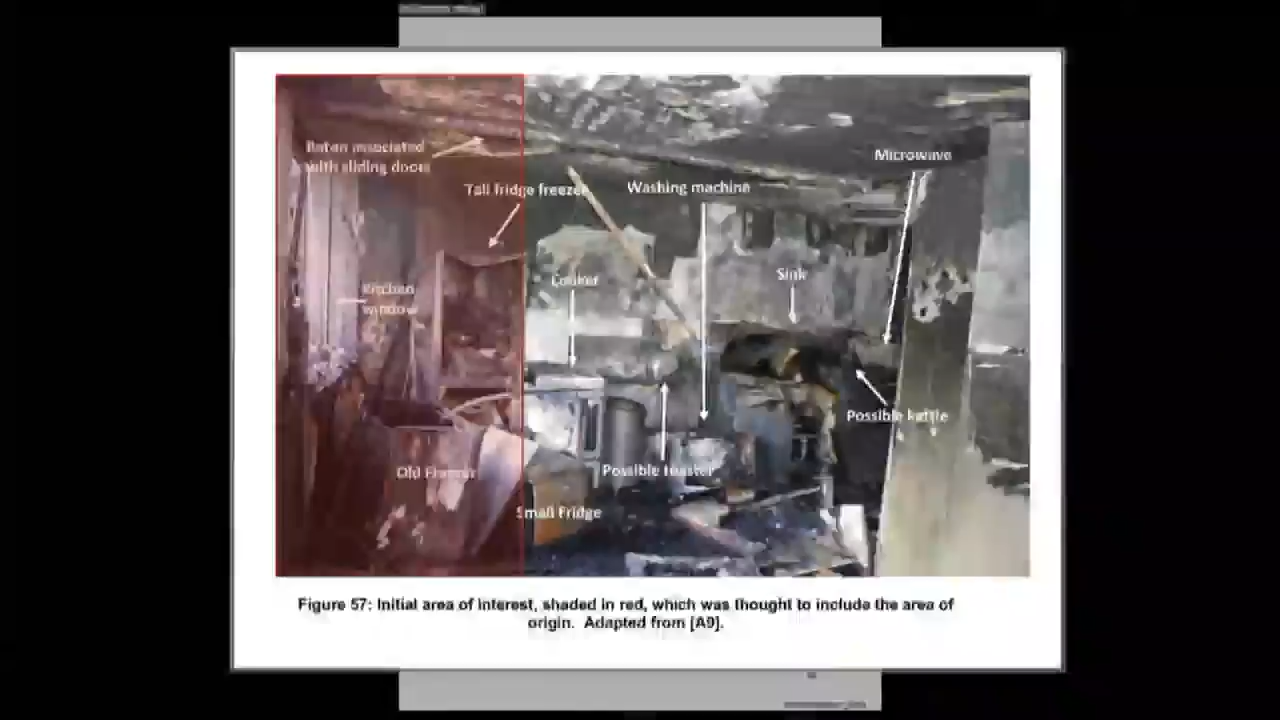 Baton associated
with sliding doors
Microwave
Tall fridge freezer
Washing machine
Cooker
Sink
Kitchen
window
Possible kettle
Old Freezer
Possible toaster
Small Fridge
Figure 57: Initial area of interest, shaded in red, which was thought to include the area of
origin. Adapted from [A9].